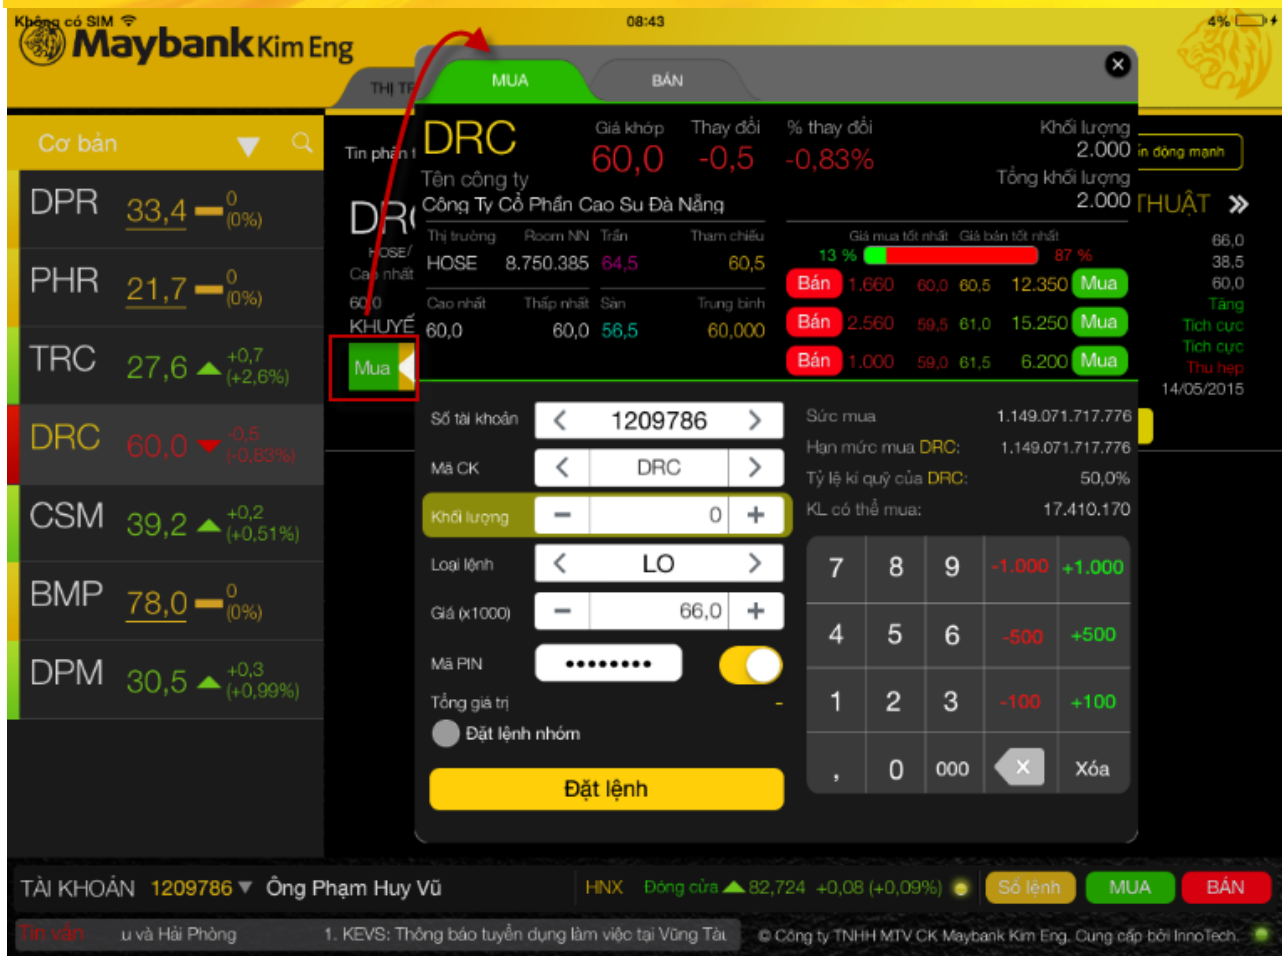 Không có SIM 08:43 4%
Maybank Kim Eng
THỊ TR
MUA BÁN
Cơ bản
DPR 33,4 0 (0%)
PHR 21,7 0 (0%)
TRC 27,6 +0,7 (+2,6%)
DRC 60,0 -0,5 (-0,83%)
CSM 39,2 +0,2 (+0,51%)
BMP 78,0 0 (0%)
DPM 30,5 +0,3 (+0,99%)
Tin phân t
DR
HOSE/
Cao nhất
60,0
KHUYẾ
Mua
DRC
Giá khớp Thay đổi % thay đổi Khối lượng
60,0 -0,5 -0,83% 2.000
Tên công ty Tổng khối lượng
Công Ty Cổ Phần Cao Su Đà Nẵng 2.000
Thị trường Room NN Trần Tham chiếu
HOSE 8.750.385 64,5 60,5
Cao nhất Thấp nhất Sàn Trung bình
60,0 60,0 56,5 60,000
Giá mua tốt nhất Giá bán tốt nhất
13 % 87 %
Bán 1.660 60,0 60,5 12.350 Mua
Bán 2.560 59,5 61,0 15.250 Mua
Bán 1.000 59,0 61,5 6.200 Mua
động mạnh
THUẬT
66,0
38,5
60,0
Tăng
Tích cực
Tích cực
Thu hẹp
14/05/2015
Số tài khoản 1209786
Mã CK DRC
Khối lượng 0
Loại lệnh LO
Giá (x1000) 66,0
Mã PIN ••••••••
Tổng giá trị -
Đặt lệnh nhóm
Đặt lệnh
Sức mua 1.149.071.717.776
Hạn mức mua DRC: 1.149.071.717.776
Tỷ lệ kí quỹ của DRC: 50,0%
KL có thể mua: 17.410.170
7 8 9 -1.000 +1.000
4 5 6 -500 +500
1 2 3 -100 +100
, 0 000 X Xóa
TÀI KHOẢN 1209786 Ông Phạm Huy Vũ HNX Đóng cửa 82,724 +0,08 (+0,09%) Sổ lệnh MUA BÁN
Tin vắn u và Hải Phòng 1. KEVS: Thông báo tuyển dụng làm việc tại Vũng Tàu © Công ty TNHH MTV CK Maybank Kim Eng. Cung cấp bởi InnoTech.